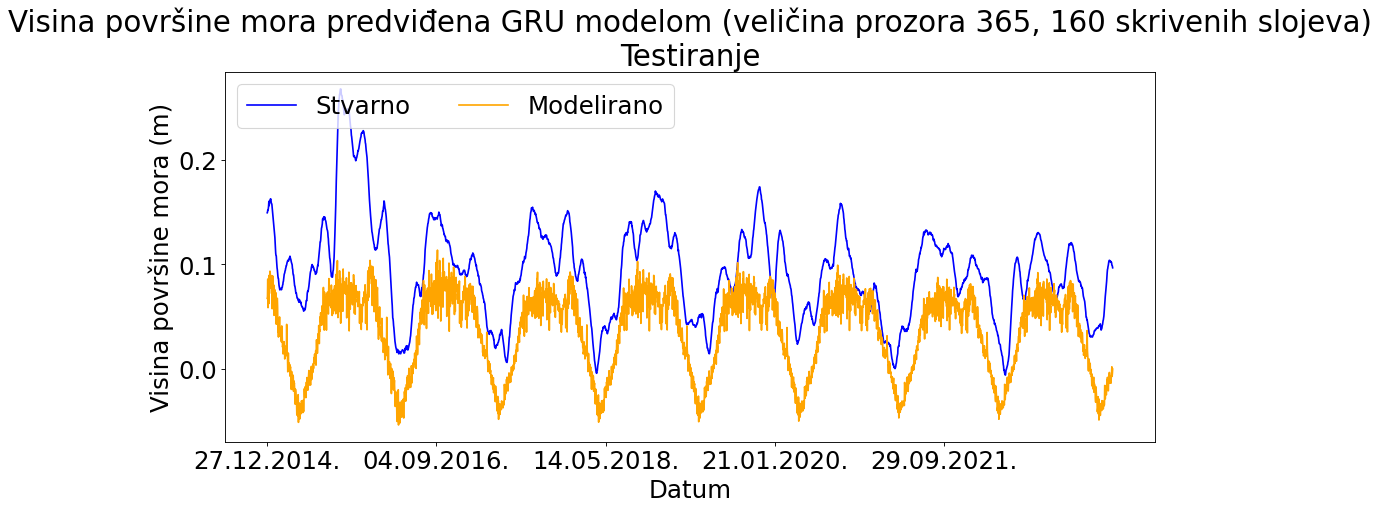 Visina površine mora predviđena GRU modelom (veličina prozora 365, 160 skrivenih slojeva)
Testiranje
Stvarno
Modelirano
Visina površine mora (m)
0.2
0.1
0.0
27.12.2014.
04.09.2016.
14.05.2018.
21.01.2020.
29.09.2021.
Datum